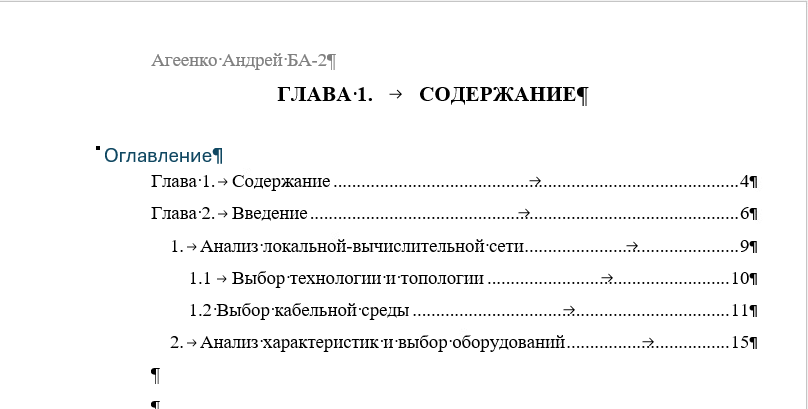 Агеенко Андрей БА-2¶
ГЛАВА 1. → СОДЕРЖАНИЕ¶
Оглавление¶
Глава 1. → Содержание → 4¶
Глава 2. → Введение → 6¶
1. → Анализ локальной-вычислительной сети → 9¶
1.1 → Выбор технологии и топологии → 10¶
1.2 Выбор кабельной среды → 11¶
2. → Анализ характеристик и выбор оборудований → 15¶
¶
¶